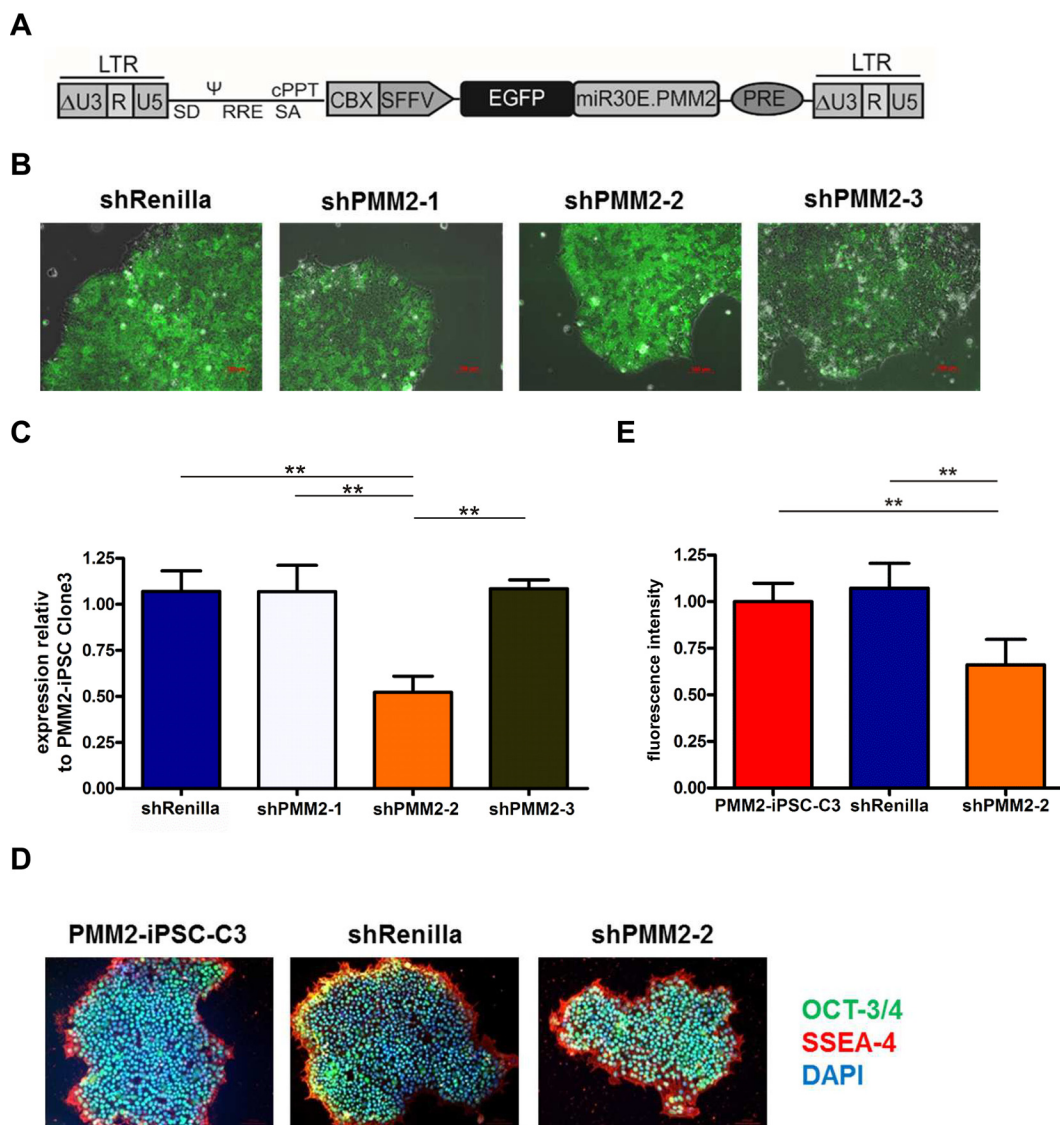 A
LTR
LTR
Ψ
cPPT
ΔU3 R U5
SD RRE SA
CBX SFFV
EGFP
miR30E.PMM2
PRE
ΔU3 R U5
B
shRenilla shPMM2-1 shPMM2-2 shPMM2-3
C
**
**
**
expression relativ
to PMM2-iPSC Clone3
1.25
1.00
0.75
0.50
0.25
0.00
shRenilla shPMM2-1 shPMM2-2 shPMM2-3
E
**
**
fluorescence intensity
1.25
1.00
0.75
0.50
0.25
0.00
PMM2-iPSC-C3 shRenilla shPMM2-2
D
PMM2-iPSC-C3 shRenilla shPMM2-2
OCT-3/4
SSEA-4
DAPI